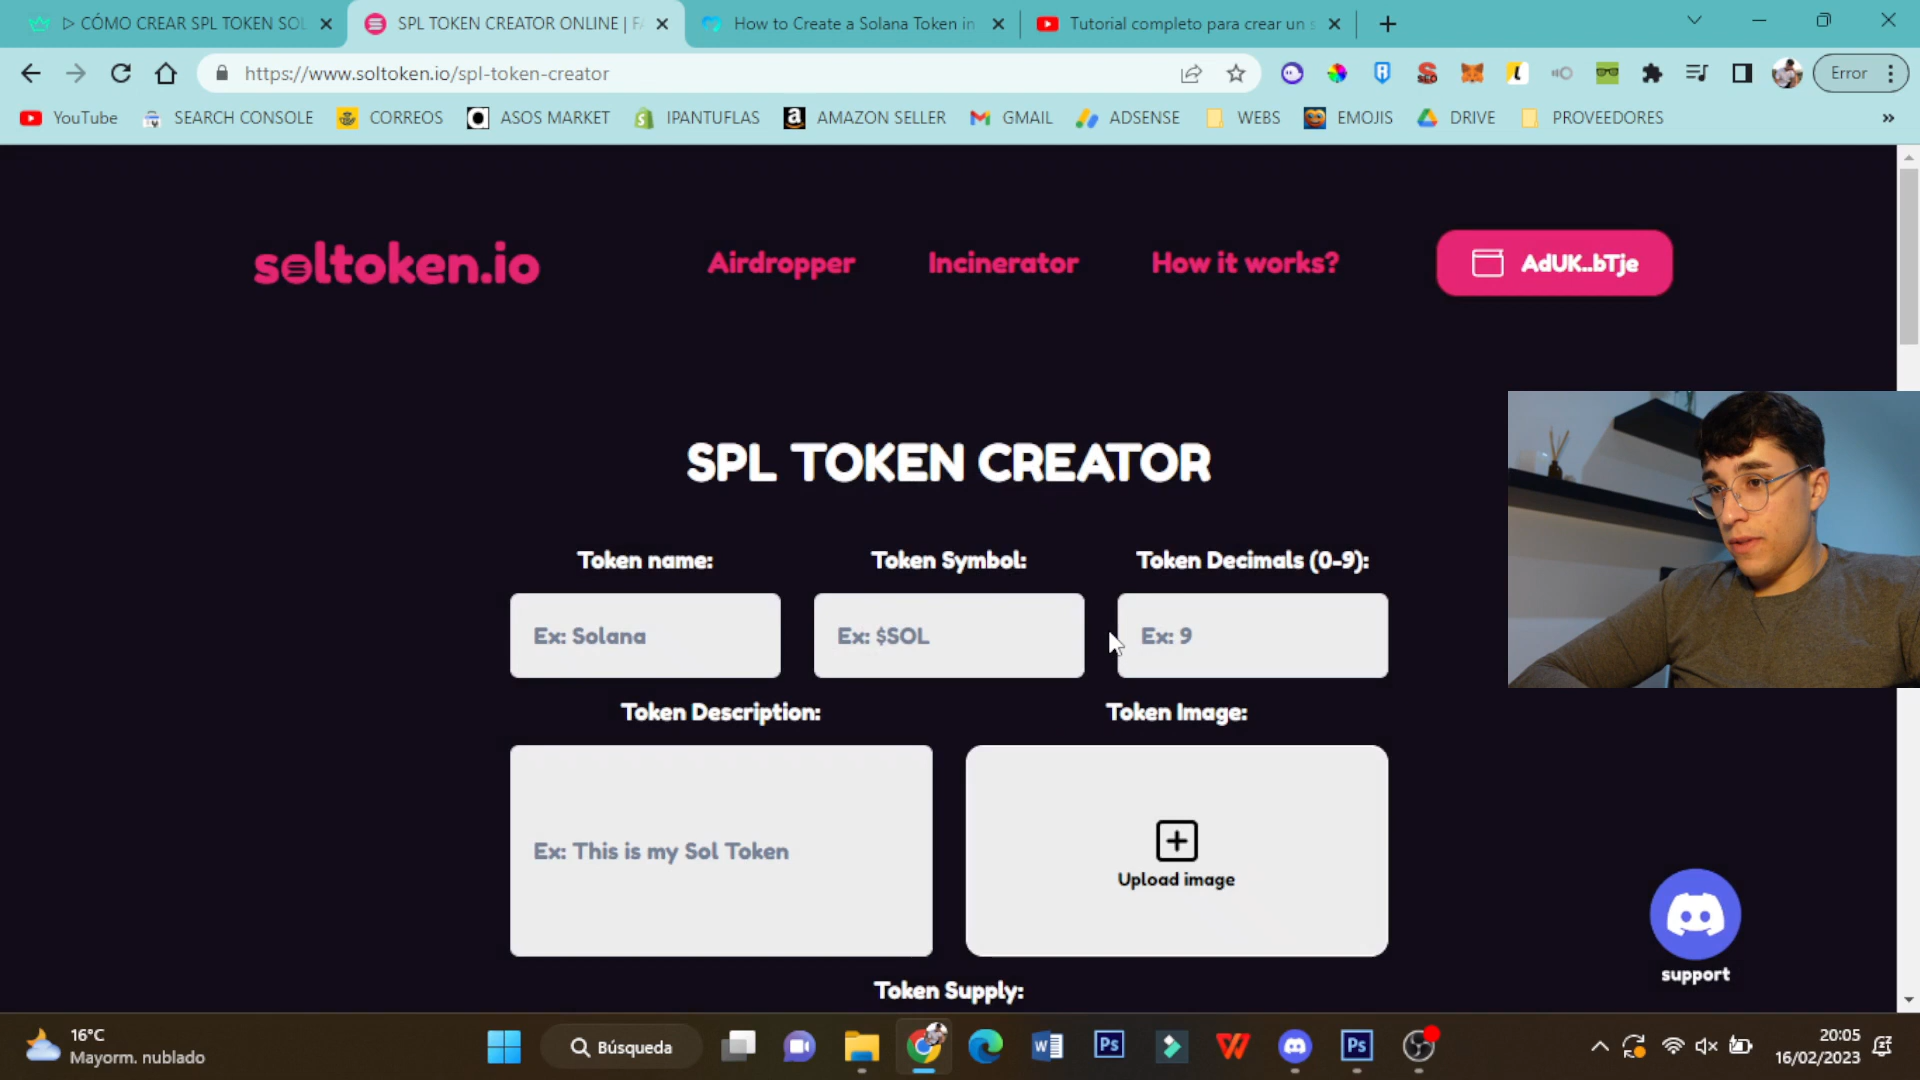 ▷ CÓMO CREAR SPL TOKEN SOL
SPL TOKEN CREATOR ONLINE | FA
How to Create a Solana Token in
Tutorial completo para crear un s
https://www.soltoken.io/spl-token-creator
SEO
Error
YouTube
SEARCH CONSOLE
CORREOS
ASOS MARKET
IPANTUFLAS
AMAZON SELLER
GMAIL
ADSENSE
WEBS
EMOJIS
DRIVE
PROVEEDORES
»
soltoken.io
Airdropper
Incinerator
How it works?
AdUK..bTje
SPL TOKEN CREATOR
Token name:
Token Symbol:
Token Decimals (0-9):
Ex: Solana
Ex: $SOL
Ex: 9
Token Description:
Token Image:
Ex: This is my Sol Token
Upload image
support
Token Supply:
16°C
Mayorm. nublado
Búsqueda
Ps
Ps
20:05
16/02/2023